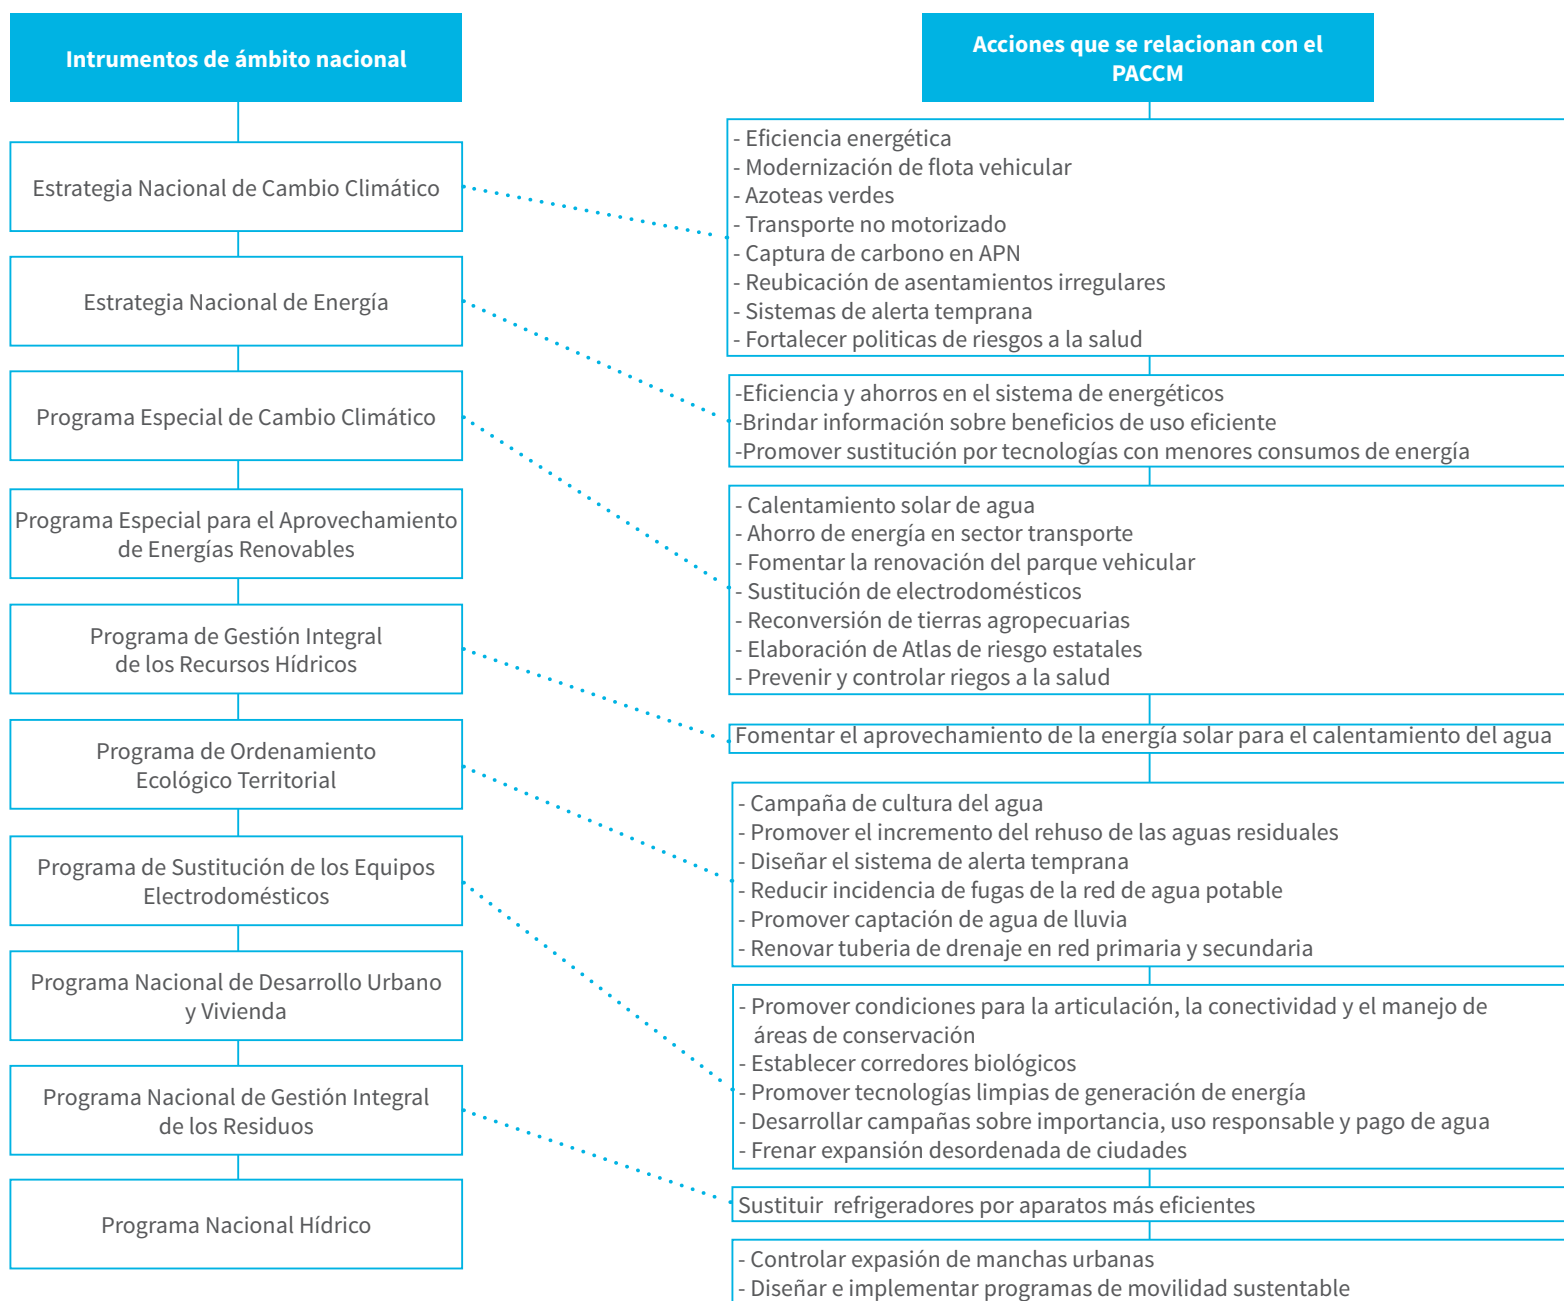 Intrumentos de ámbito nacional
Estrategia Nacional de Cambio Climático
Estrategia Nacional de Energía
Programa Especial de Cambio Climático
Programa Especial para el Aprovechamiento
de Energías Renovables
Programa de Gestión Integral
de los Recursos Hídricos
Programa de Ordenamiento
Ecológico Territorial
Programa de Sustitución de los Equipos
Electrodomésticos
Programa Nacional de Desarrollo Urbano
y Vivienda
Programa Nacional de Gestión Integral
de los Residuos
Programa Nacional Hídrico
Acciones que se relacionan con el
PACCM
- Eficiencia energética
- Modernización de flota vehicular
- Azoteas verdes
- Transporte no motorizado
- Captura de carbono en APN
- Reubicación de asentamientos irregulares
- Sistemas de alerta temprana
- Fortalecer politicas de riesgos a la salud
-Eficiencia y ahorros en el sistema de energéticos
-Brindar información sobre beneficios de uso eficiente
-Promover sustitución por tecnologías con menores consumos de energía
- Calentamiento solar de agua
- Ahorro de energía en sector transporte
- Fomentar la renovación del parque vehicular
- Sustitución de electrodomésticos
- Reconversión de tierras agropecuarias
- Elaboración de Atlas de riesgo estatales
- Prevenir y controlar riegos a la salud
Fomentar el aprovechamiento de la energía solar para el calentamiento del agua
- Campaña de cultura del agua
- Promover el incremento del rehuso de las aguas residuales
- Diseñar el sistema de alerta temprana
- Reducir incidencia de fugas de la red de agua potable
- Promover captación de agua de lluvia
- Renovar tuberia de drenaje en red primaria y secundaria
- Promover condiciones para la articulación, la conectividad y el manejo de
áreas de conservación
- Establecer corredores biológicos
- Promover tecnologías limpias de generación de energía
- Desarrollar campañas sobre importancia, uso responsable y pago de agua
- Frenar expansión desordenada de ciudades
Sustituir refrigeradores por aparatos más eficientes
- Controlar expasión de manchas urbanas
- Diseñar e implementar programas de movilidad sustentable